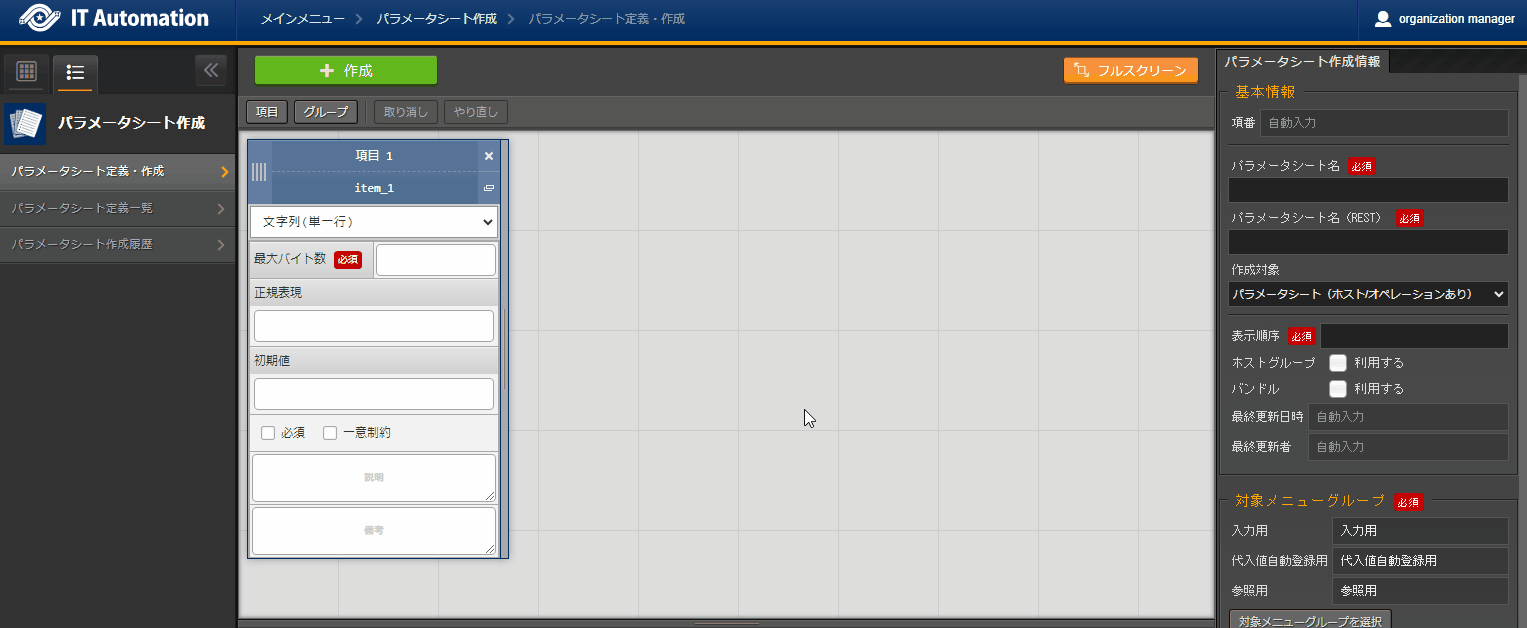 IT Automation
メインメニュー
パラメータシート作成
パラメータシート定義・作成
organization manager
パラメータシート作成
パラメータシート定義・作成
パラメータシート定義一覧
パラメータシート作成履歴
作成
フルスクリーン
項目
グループ
取り消し
やり直し
項目 1
item_1
文字列(単一行)
最大バイト数 必須
正規表現
初期値
必須
一意制約
説明
備考
パラメータシート作成情報
基本情報
項番 自動入力
パラメータシート名 必須
パラメータシート名（REST） 必須
作成対象
パラメータシート（ホスト/オペレーションあり）
表示順序 必須
ホストグループ 利用する
バンドル 利用する
最終更新日時 自動入力
最終更新者 自動入力
対象メニューグループ 必須
入力用 入力用
代入値自動登録用 代入値自動登録用
参照用 参照用
対象メニューグループを選択